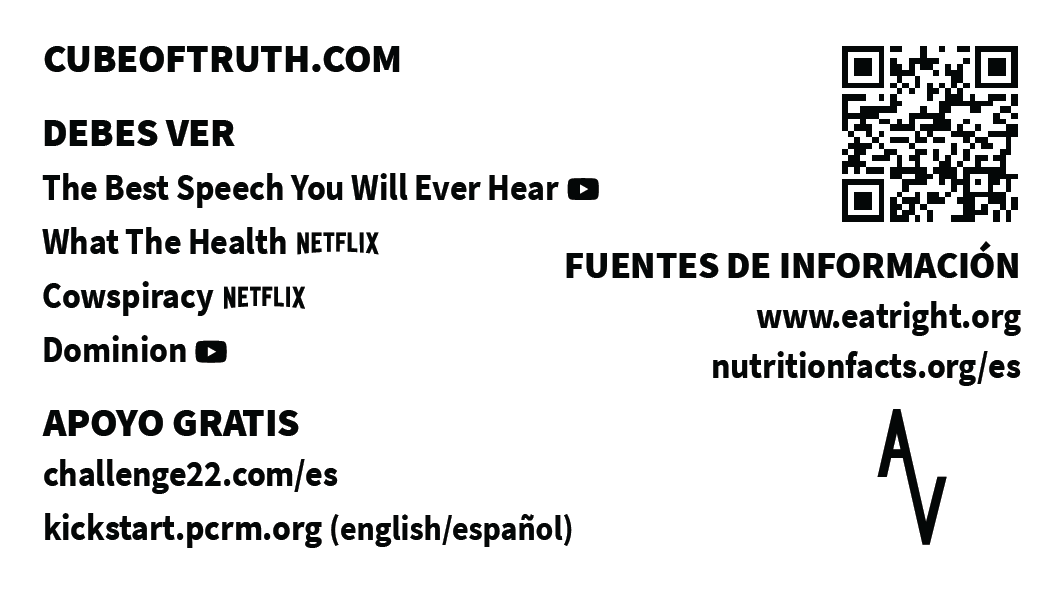 CUBEOFTRUTH.COM
DEBES VER
The Best Speech You Will Ever Hear
What The Health NETFLIX
Cowspiracy NETFLIX
Dominion
APOYO GRATIS
challenge22.com/es
kickstart.pcrm.org (english/español)
FUENTES DE INFORMACIÓN
www.eatright.org
nutritionfacts.org/es
AV